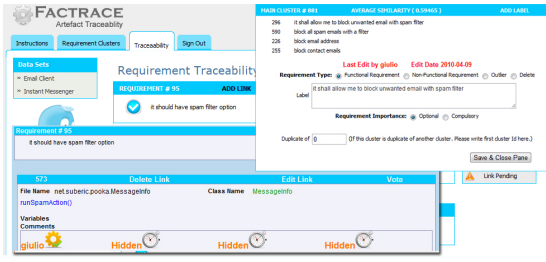 FACTRACE
Artefact Traceability
Instructions
Requirement Clusters
Traceability
Sign Out
Data Sets
Email Client
Instant Messenger
Requirement Traceability
REQUIREMENT # 95 ADD LINK
it should have spam filter option
MAIN CLUSTER # 081 AVERAGE SIMILARITY ( 0.59465 ) ADD LABEL
296 it shall allow me to block unwanted email with spam filter
590 block all spam emails with a filter
226 block email address
255 block contact emails
Last Edit by giulio Edit Date 2010-04-09
Requirement Type: Functional Requirement Non-Functional Requirement Outlier Delete
Label
it shall allow me to block unwanted email with spam filter
Requirement Importance: Optional Compulsory
Duplicate of 0 (If this cluster is duplicate of another cluster. Please write first cluster Id here.)
Save & Close Pane
Link Pending
Requirement # 95
it should have spam filter option
573 Delete Link Edit Link Vote
File Name net.suberic.pooka.MessageInfo Class Name MessageInfo
runSpamAction()
Variables
Comments
giulio Hidden Hidden Hidden